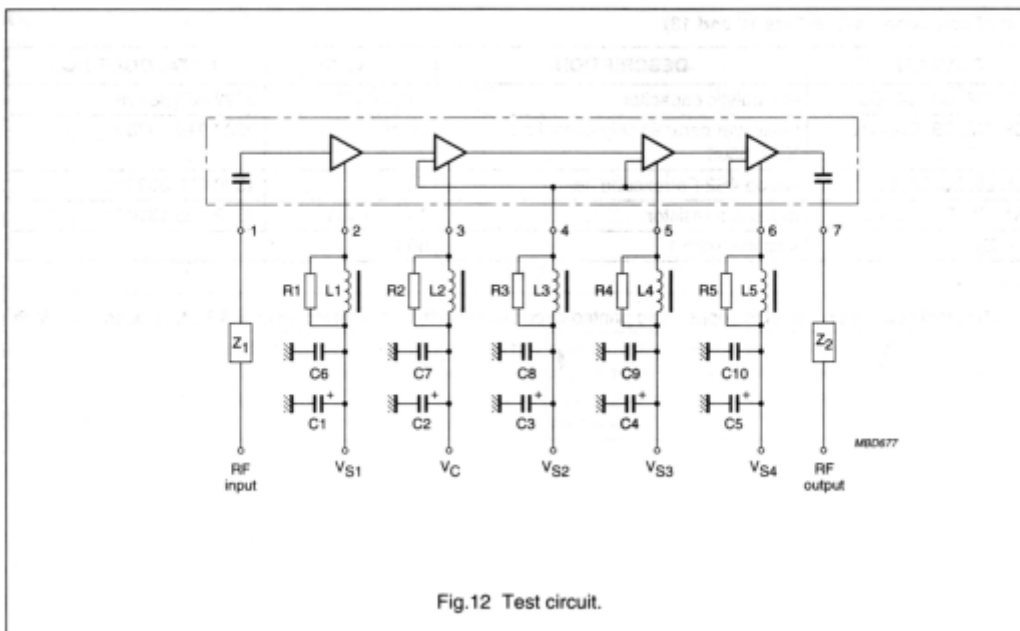 1 2 3 4 5 6 7
R1 L1 R2 L2 R3 L3 R4 L4 R5 L5
Z1 Z2
C6 C7 C8 C9 C10
+ + + + +
C1 C2 C3 C4 C5
MBD677
RF input VS1 VC VS2 VS3 VS4 RF output
Fig.12 Test circuit.